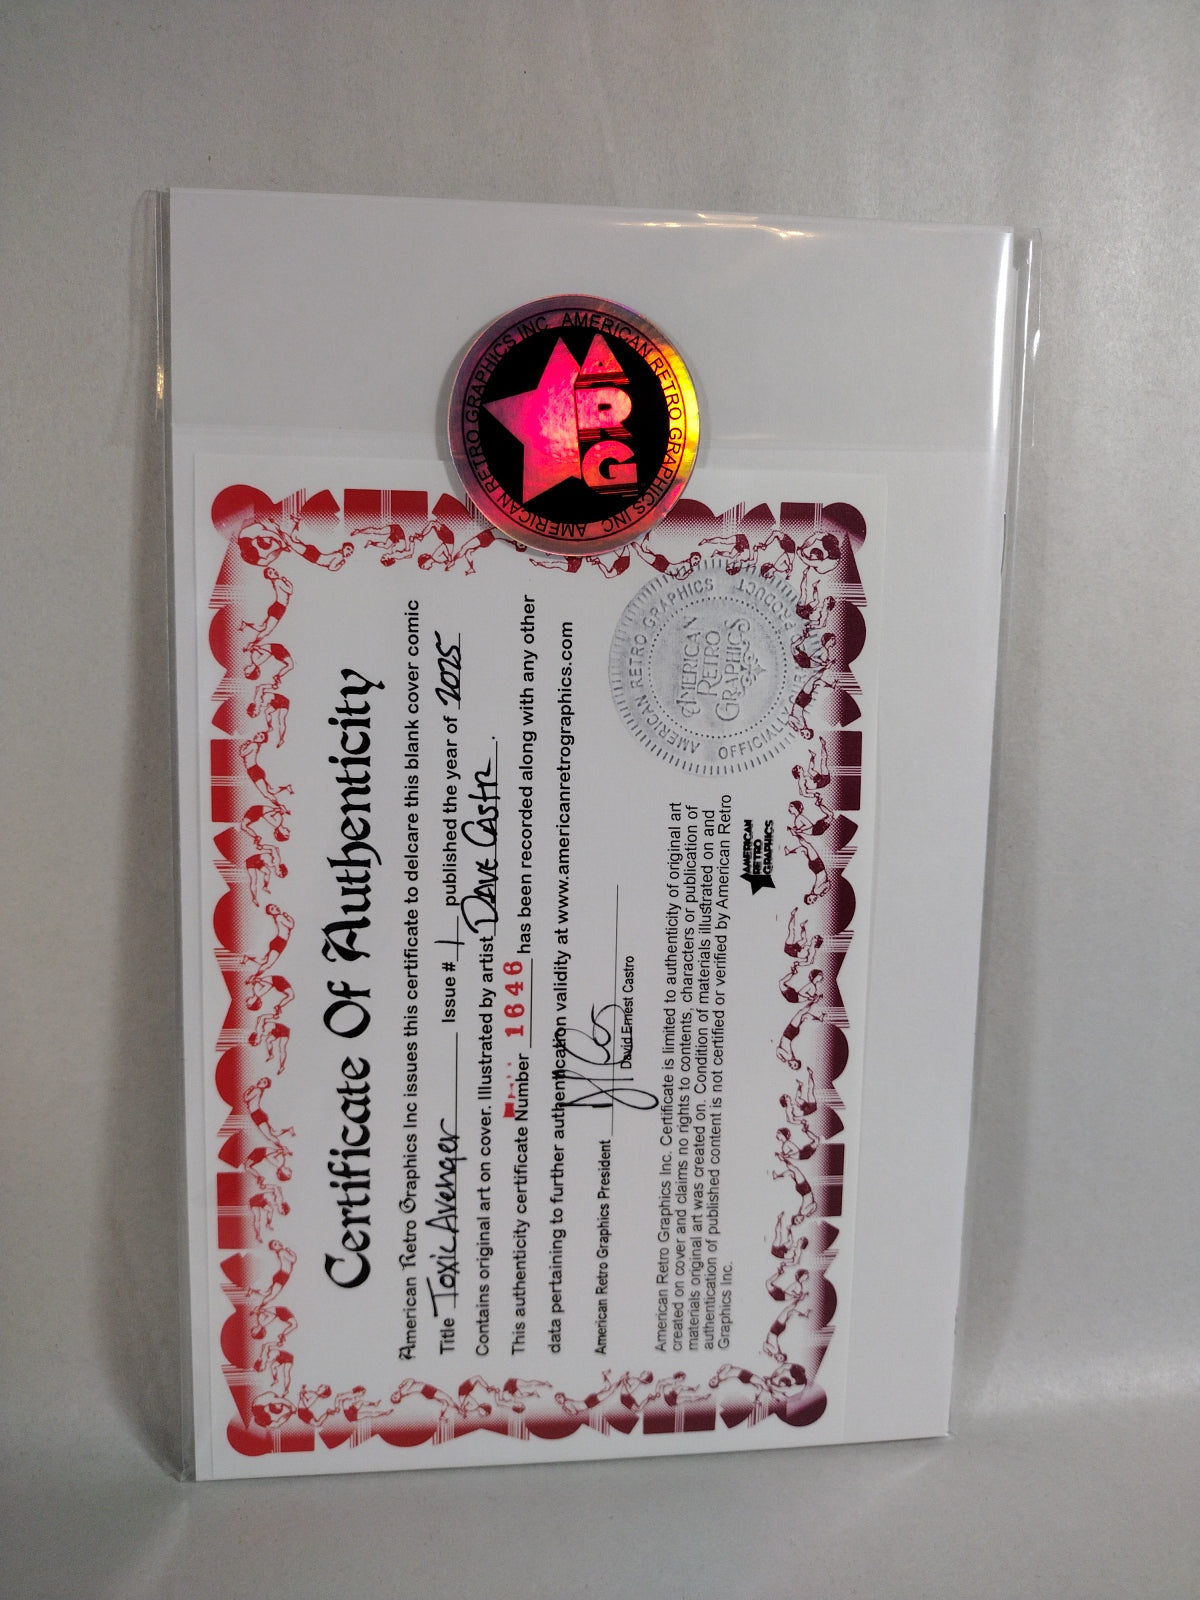 Certificate Of Authenticity
American Retro Graphics Inc issues this certificate to delcare this blank cover comic
Title Toxic Avenger Issue # 1 published the year of 2025
Contains original art on cover. Illustrated by artist Dave Castr.
This authenticity certificate Number 1646 has been recorded along with any other
data pertaining to further authentication validity at www.americanretrographics.com
American Retro Graphics President
David Ernest Castro
American Retro Graphics Inc. Certificate is limited to authenticity of original art
created on cover and claims no rights to contents, characters or publication of
materials original art was created on. Condition of materials illustrated on and
authentication of published content is not certified or verified by American Retro
Graphics Inc.
AMERICAN
RETRO
GRAPHICS
AMERICAN RETRO GRAPHICS
OFFICIALLY PRODUCT
AMERICAN
RETRO
GRAPHICS
AMERICAN RETRO GRAPHICS INC. AMERICAN RETRO GRAPHICS INC.
ARG